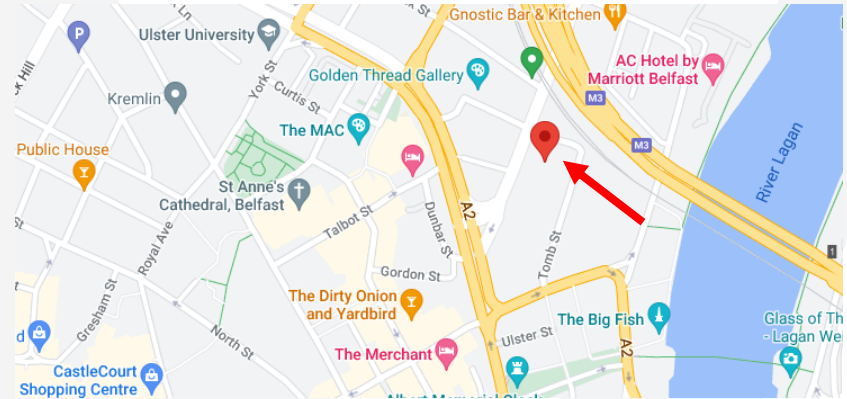 Gnostic Bar & Kitchen
Ulster University
P
AC Hotel by
Marriott Belfast
Golden Thread Gallery
York St
Curtis St
Kremlin
M3
The MAC
Public House
M3
River Lagan
St Anne's
Cathedral, Belfast
Talbot St
Dunbar St
A2
Royal Ave
Tomb St
1
Gordon St
The Dirty Onion
and Yardbird
Gresham St
North St
The Big Fish
Ulster St
A2
Glass of Th
- Lagan Wei
The Merchant
CastleCourt
Shopping Centre